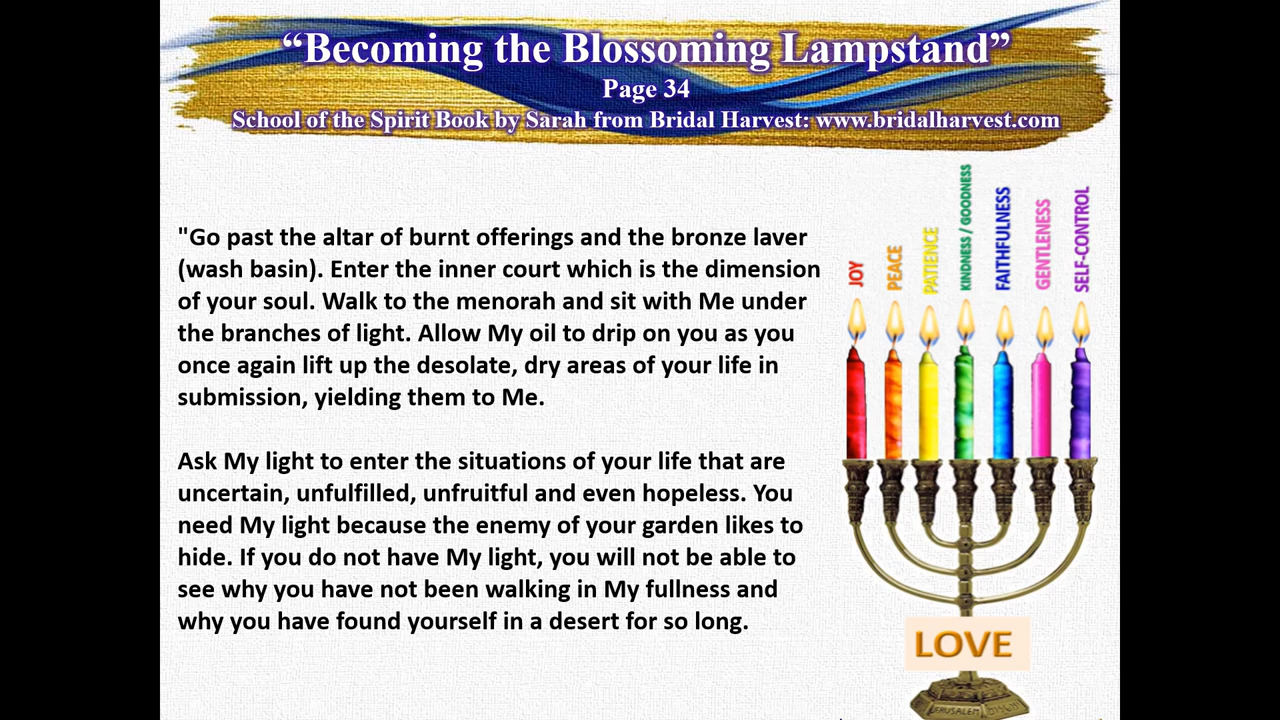 “Becoming the Blossoming Lampstand”
Page 34
School of the Spirit Book by Sarah from Bridal Harvest: www.bridalharvest.com
"Go past the altar of burnt offerings and the bronze laver
(wash basin). Enter the inner court which is the dimension
of your soul. Walk to the menorah and sit with Me under
the branches of light. Allow My oil to drip on you as you
once again lift up the desolate, dry areas of your life in
submission, yielding them to Me.
Ask My light to enter the situations of your life that are
uncertain, unfulfilled, unfruitful and even hopeless. You
need My light because the enemy of your garden likes to
hide. If you do not have My light, you will not be able to
see why you have not been walking in My fullness and
why you have found yourself in a desert for so long.
JOY
PEACE
PATIENCE
KINDNESS / GOODNESS
FAITHFULNESS
GENTLENESS
SELF-CONTROL
LOVE
JERUSALEM